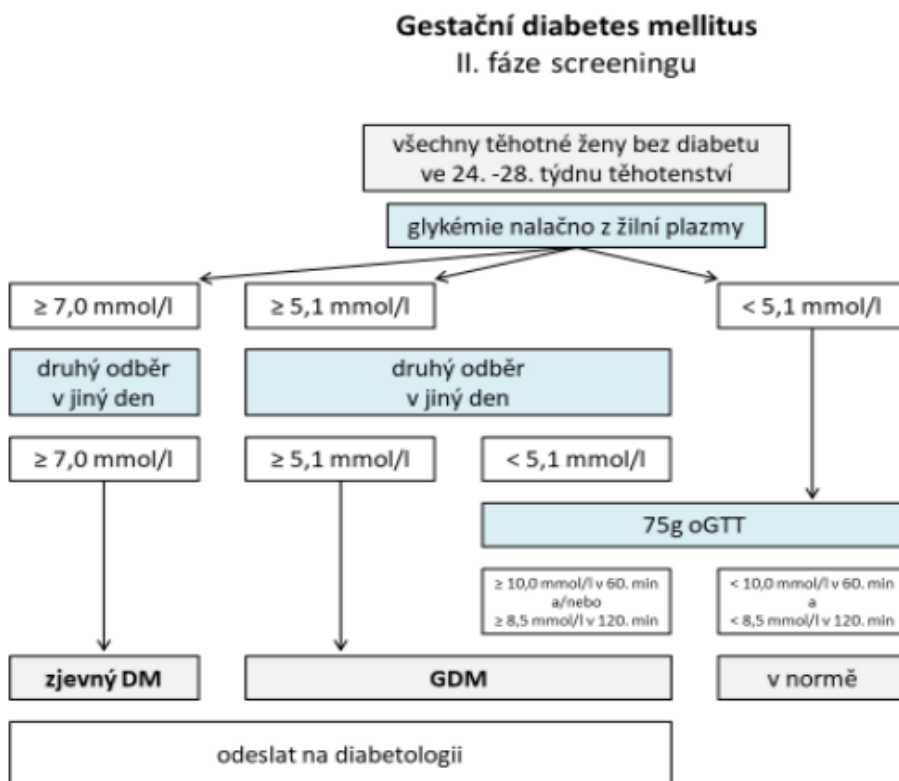 Gestační diabetes mellitus
II. fáze screeningu
všechny těhotné ženy bez diabetu
ve 24. -28. týdnu těhotenství
glykémie nalačno z žilní plazmy
≥ 7,0 mmol/l
≥ 5,1 mmol/l
< 5,1 mmol/l
druhý odběr
v jiný den
druhý odběr
v jiný den
≥ 7,0 mmol/l
≥ 5,1 mmol/l
< 5,1 mmol/l
75g oGTT
≥ 10,0 mmol/l v 60. min
a/nebo
≥ 8,5 mmol/l v 120. min
< 10,0 mmol/l v 60. min
a
< 8,5 mmol/l v 120. min
zjevný DM
GDM
v normě
odeslat na diabetologii